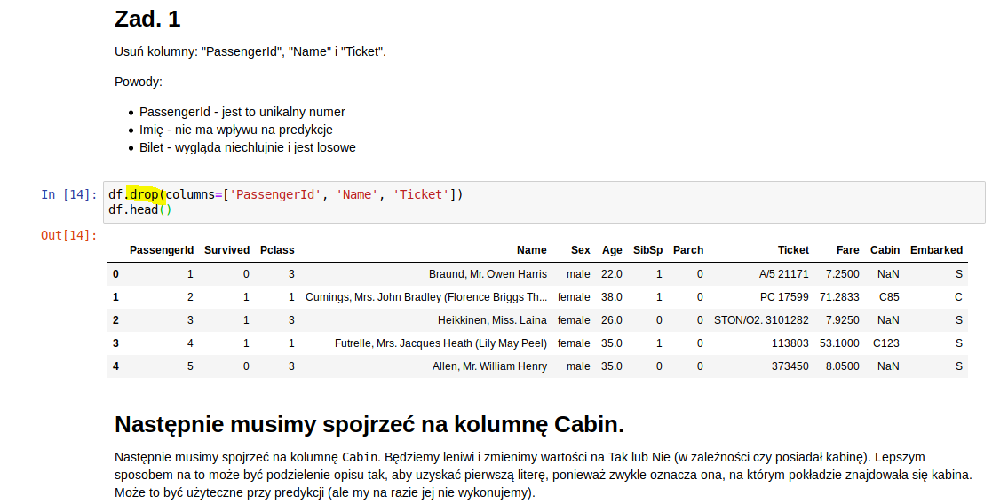 Zad. 1
Usuń kolumny: "PassengerId", "Name" i "Ticket".
Powody:
• PassengerId - jest to unikalny numer
• Imię - nie ma wpływu na predykcje
• Bilet - wygląda niechlujnie i jest losowe
In [14]: df.drop(columns=['PassengerId', 'Name', 'Ticket'])
df.head()
Out[14]:
PassengerId Survived Pclass Name Sex Age SibSp Parch Ticket Fare Cabin Embarked
0 1 0 3 Braund, Mr. Owen Harris male 22.0 1 0 A/5 21171 7.2500 NaN S
1 2 1 1 Cumings, Mrs. John Bradley (Florence Briggs Th... female 38.0 1 0 PC 17599 71.2833 C85 C
2 3 1 3 Heikkinen, Miss. Laina female 26.0 0 0 STON/O2. 3101282 7.9250 NaN S
3 4 1 1 Futrelle, Mrs. Jacques Heath (Lily May Peel) female 35.0 1 0 113803 53.1000 C123 S
4 5 0 3 Allen, Mr. William Henry male 35.0 0 0 373450 8.0500 NaN S
Następnie musimy spojrzeć na kolumnę Cabin.
Następnie musimy spojrzeć na kolumnę Cabin. Będziemy leniwi i zmienimy wartości na Tak lub Nie (w zależności czy posiadał kabinę). Lepszym
sposobem na to może być podzielenie opisu tak, aby uzyskać pierwszą literę, ponieważ zwykle oznacza ona, na którym pokładzie znajdowała się kabina.
Może to być użyteczne przy predykcji (ale my na razie jej nie wykonujemy).